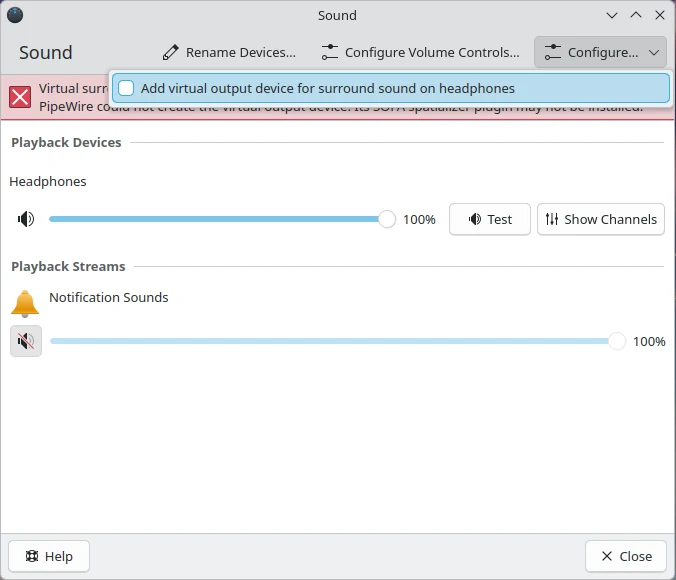 Sound
Sound
Rename Devices...
Configure Volume Controls...
Configure...
Add virtual output device for surround sound on headphones
Virtual surr
PipeWire could not create the virtual output device. Its SOFA spatializer plugin may not be installed.
Playback Devices
Headphones
100%
Test
Show Channels
Playback Streams
Notification Sounds
100%
Help
Close